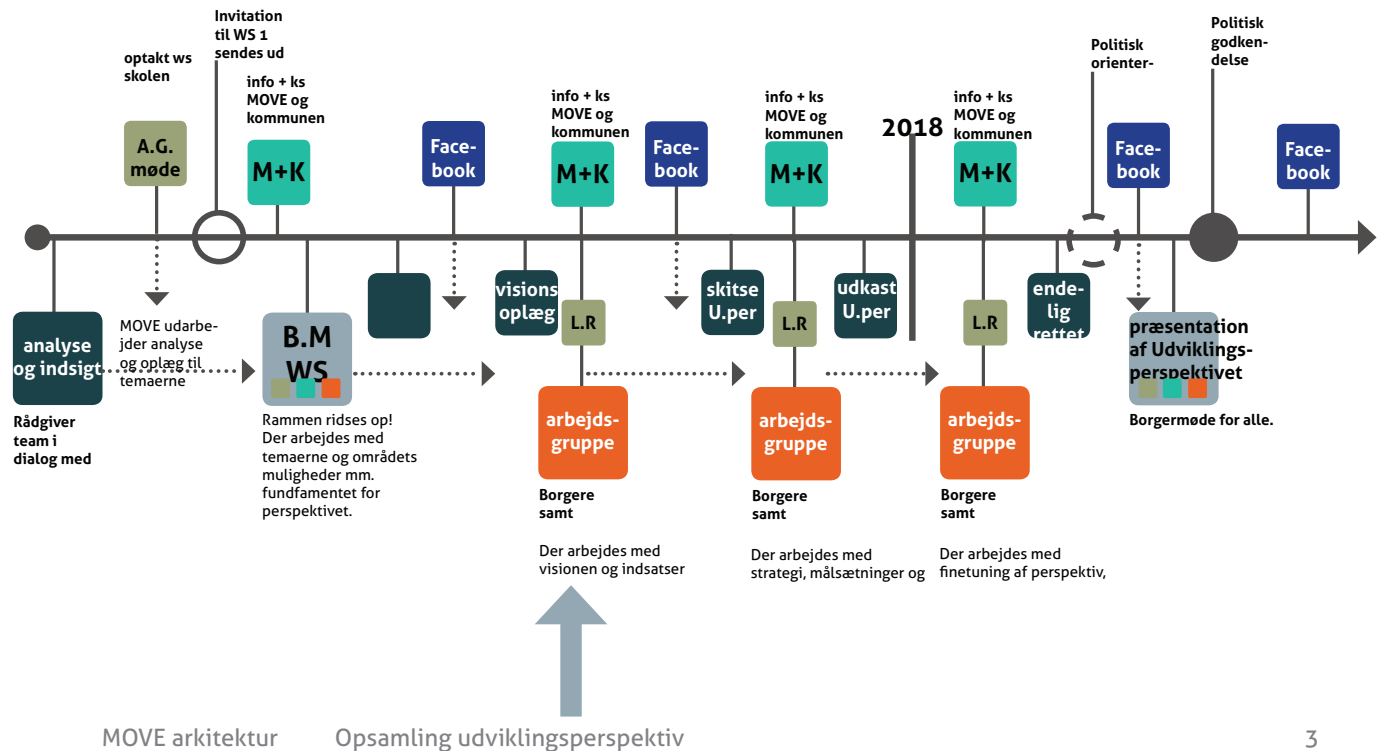 Invitation
til WS 1
sendes ud
optakt ws
skolen
info + ks
MOVE og
kommunen
info + ks
MOVE og
kommunen
info + ks
MOVE og
kommunen
2018
info + ks
MOVE og
kommunen
Politisk
orienter-
Politisk
godken-
delse
A.G.
møde
M+K
Face-
book
M+K
Face-
book
M+K
M+K
Face-
book
Face-
book
analyse
og indsigt
Rådgiver
team i
dialog med
MOVE udarbe-
jder analyse
og oplæg til
temaerne
B.M
WS
Rammen ridses op!
Der arbejdes med
temaerne og områdets
muligheder mm.
fundfamentet for
perspektivet.
visions
oplæg
L.R
arbejds-
gruppe
Borgere
samt
Der arbejdes med
visionen og indsatser
skitse
U.per
L.R
arbejds-
gruppe
Borgere
samt
Der arbejdes med
strategi, målsætninger og
udkast
U.per
L.R
arbejds-
gruppe
Borgere
samt
Der arbejdes med
finetuning af perspektiv,
ende-
lig
rettet
præsentation
af Udviklings-
perspektivet
Borgermøde for alle.
MOVE arkitektur
Opsamling udviklingsperspektiv
3